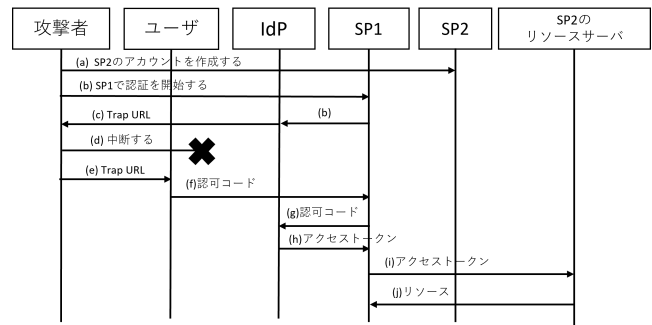 攻撃者
ユーザ
IdP
SP1
SP2
SP2の
リソースサーバ
(a) SP2のアカウントを作成する
(b) SP1で認証を開始する
(c) Trap URL
(b)
(d) 中断する
(e) Trap URL
(f)認可コード
(g)認可コード
(h)アクセストークン
(i)アクセストークン
(j)リソース